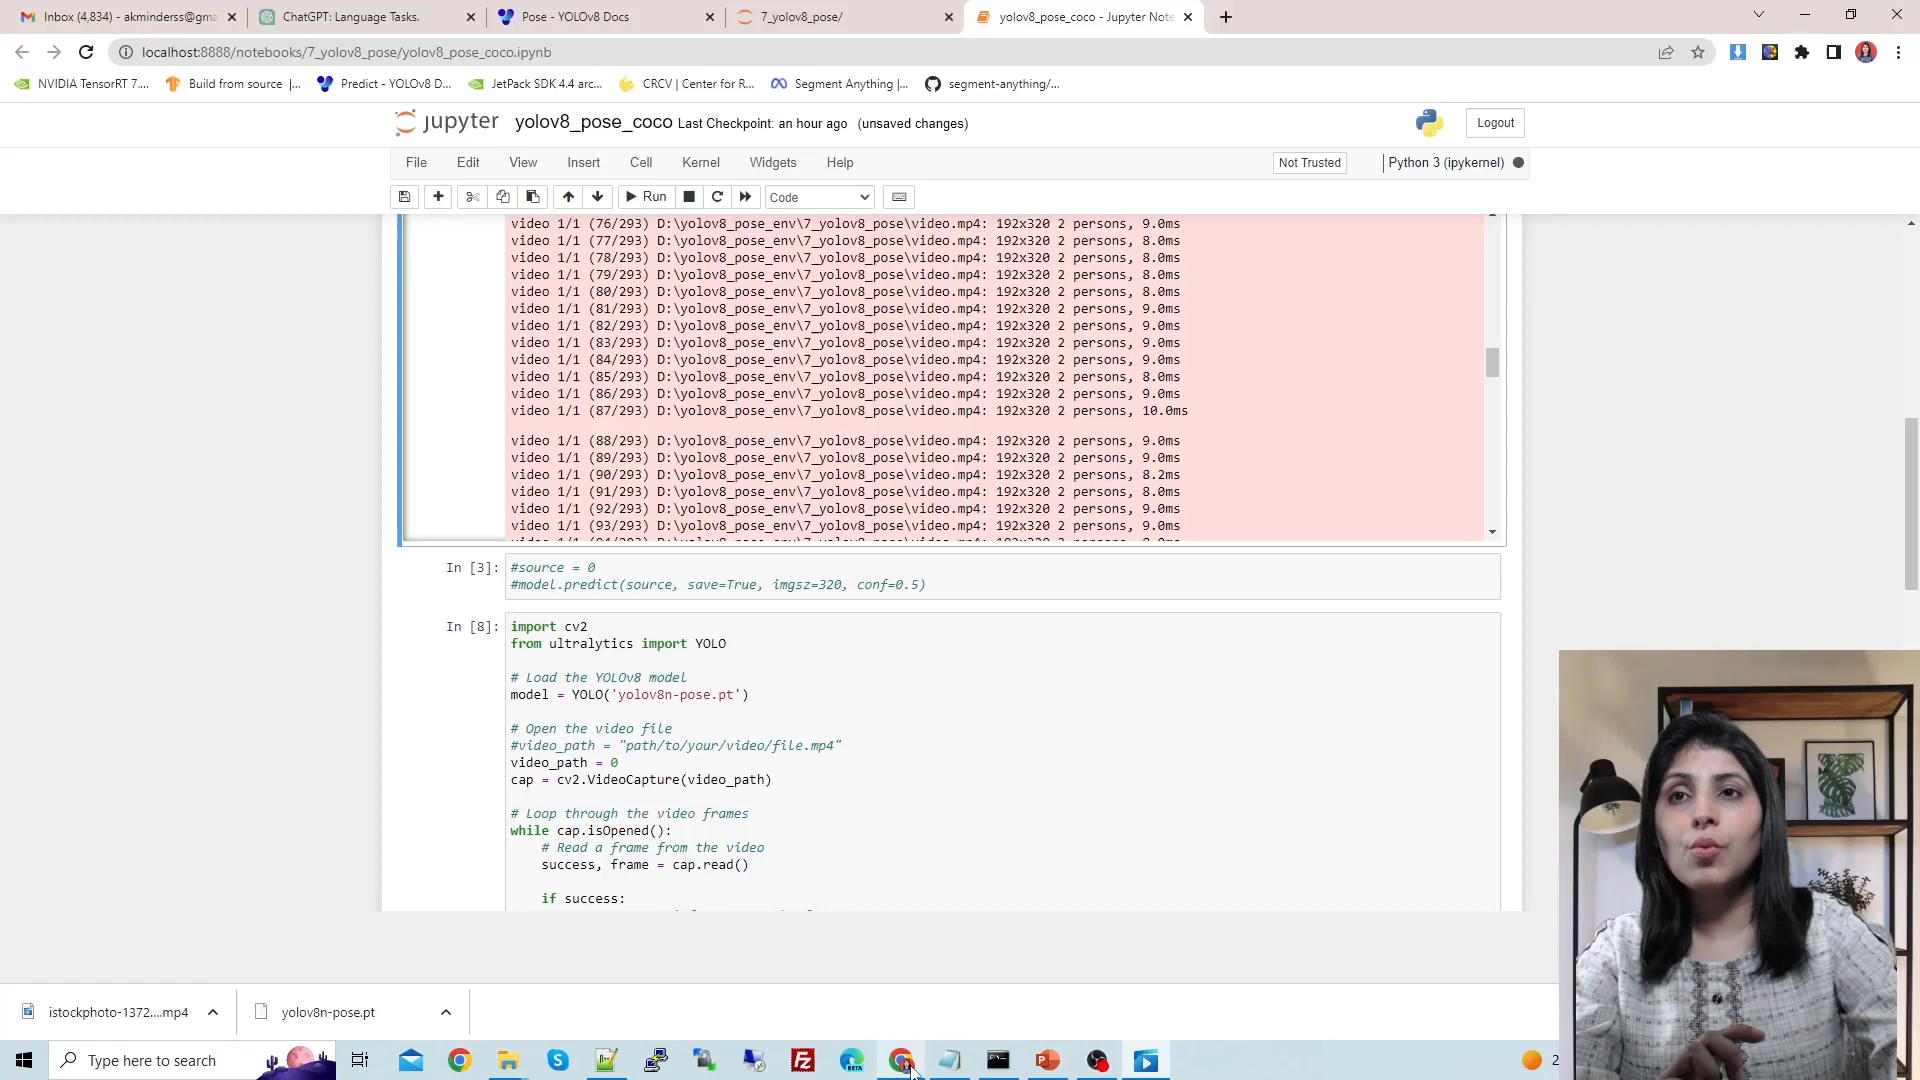 Inbox (4,834) - akminderss@gma
ChatGPT: Language Tasks.
Pose - YOLOv8 Docs
7_yolov8_pose/
yolov8_pose_coco - Jupyter Note
localhost:8888/notebooks/7_yolov8_pose/yolov8_pose_coco.ipynb
NVIDIA TensorRT 7....
Build from source |...
Predict - YOLOv8 D...
JetPack SDK 4.4 arc...
CRCV | Center for R...
Segment Anything |...
segment-anything/...
jupyter yolov8_pose_coco Last Checkpoint: an hour ago (unsaved changes)
Logout
File Edit View Insert Cell Kernel Widgets Help
Not Trusted
Python 3 (ipykernel)
Run
Code
video 1/1 (76/293) D:\yolov8_pose_env\7_yolov8_pose\video.mp4: 192x320 2 persons, 9.0ms
video 1/1 (77/293) D:\yolov8_pose_env\7_yolov8_pose\video.mp4: 192x320 2 persons, 8.0ms
video 1/1 (78/293) D:\yolov8_pose_env\7_yolov8_pose\video.mp4: 192x320 2 persons, 8.0ms
video 1/1 (79/293) D:\yolov8_pose_env\7_yolov8_pose\video.mp4: 192x320 2 persons, 8.0ms
video 1/1 (80/293) D:\yolov8_pose_env\7_yolov8_pose\video.mp4: 192x320 2 persons, 8.0ms
video 1/1 (81/293) D:\yolov8_pose_env\7_yolov8_pose\video.mp4: 192x320 2 persons, 9.0ms
video 1/1 (82/293) D:\yolov8_pose_env\7_yolov8_pose\video.mp4: 192x320 2 persons, 9.0ms
video 1/1 (83/293) D:\yolov8_pose_env\7_yolov8_pose\video.mp4: 192x320 2 persons, 9.0ms
video 1/1 (84/293) D:\yolov8_pose_env\7_yolov8_pose\video.mp4: 192x320 2 persons, 9.0ms
video 1/1 (85/293) D:\yolov8_pose_env\7_yolov8_pose\video.mp4: 192x320 2 persons, 8.0ms
video 1/1 (86/293) D:\yolov8_pose_env\7_yolov8_pose\video.mp4: 192x320 2 persons, 9.0ms
video 1/1 (87/293) D:\yolov8_pose_env\7_yolov8_pose\video.mp4: 192x320 2 persons, 10.0ms
video 1/1 (88/293) D:\yolov8_pose_env\7_yolov8_pose\video.mp4: 192x320 2 persons, 9.0ms
video 1/1 (89/293) D:\yolov8_pose_env\7_yolov8_pose\video.mp4: 192x320 2 persons, 9.0ms
video 1/1 (90/293) D:\yolov8_pose_env\7_yolov8_pose\video.mp4: 192x320 2 persons, 8.2ms
video 1/1 (91/293) D:\yolov8_pose_env\7_yolov8_pose\video.mp4: 192x320 2 persons, 8.0ms
video 1/1 (92/293) D:\yolov8_pose_env\7_yolov8_pose\video.mp4: 192x320 2 persons, 9.0ms
video 1/1 (93/293) D:\yolov8_pose_env\7_yolov8_pose\video.mp4: 192x320 2 persons, 9.0ms
In [3]: #source = 0
#model.predict(source, save=True, imgsz=320, conf=0.5)
In [8]: import cv2
from ultralytics import YOLO
# Load the YOLOv8 model
model = YOLO('yolov8n-pose.pt')
# Open the video file
#video_path = "path/to/your/video/file.mp4"
video_path = 0
cap = cv2.VideoCapture(video_path)
# Loop through the video frames
while cap.isOpened():
# Read a frame from the video
success, frame = cap.read()
if success:
istockphoto-1372....mp4
yolov8n-pose.pt
Type here to search
BETA
2